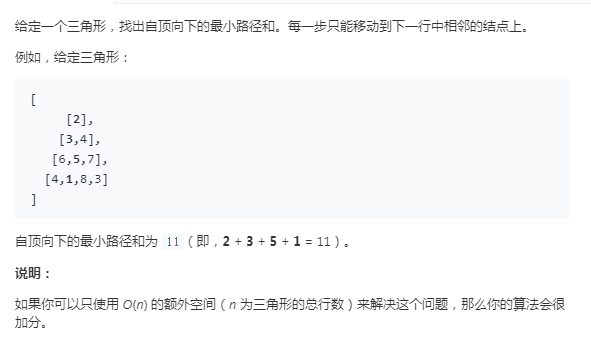 给定一个三角形，找出自顶向下的最小路径和。每一步只能移动到下一行中相邻的结点上。
例如，给定三角形：
[
[2],
[3,4],
[6,5,7],
[4,1,8,3]
]
自顶向下的最小路径和为 11（即，2 + 3 + 5 + 1 = 11）。
说明：
如果你可以只使用 O(n) 的额外空间（n 为三角形的总行数）来解决这个问题，那么你的算法会很
加分。